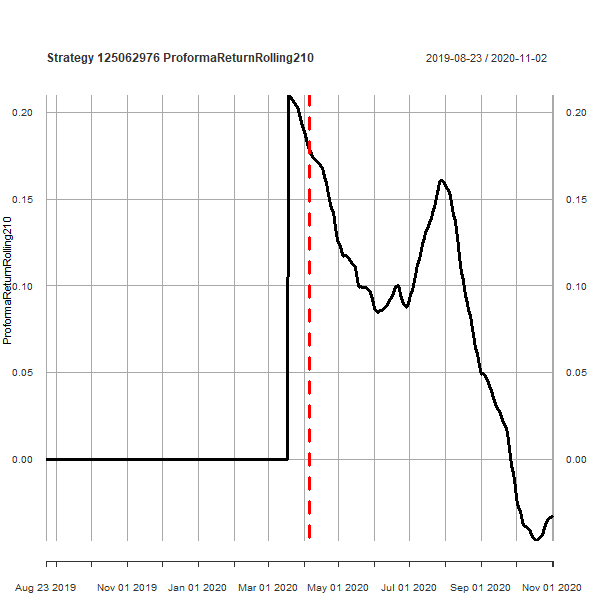 Strategy 125062976 ProformaReturnRolling210
2019-08-23 / 2020-11-02
0.20
0.15
0.10
0.05
0.00
0.20
0.15
0.10
0.05
0.00
ProformaReturnRolling210
Aug 23 2019
Nov 01 2019
Jan 01 2020
Mar 01 2020
May 01 2020
Jul 01 2020
Sep 01 2020
Nov 01 2020